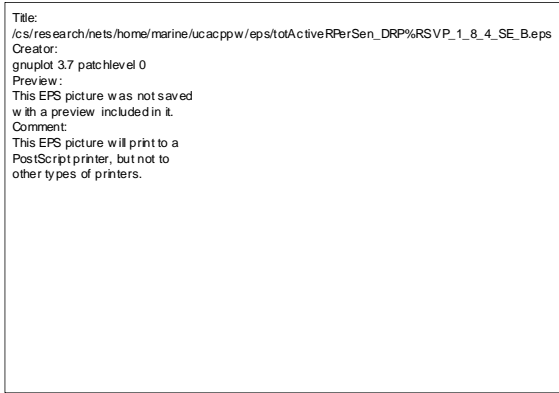 Title:
/cs/research/nets/home/marine/ucacppw/eps/totActiveRPerSen_DRP%RSVP_1_8_4_SE_B.eps
Creator:
gnuplot 3.7 patchlevel 0
Preview:
This EPS picture was not saved
with a preview included in it.
Comment:
This EPS picture will print to a
PostScript printer, but not to
other types of printers.